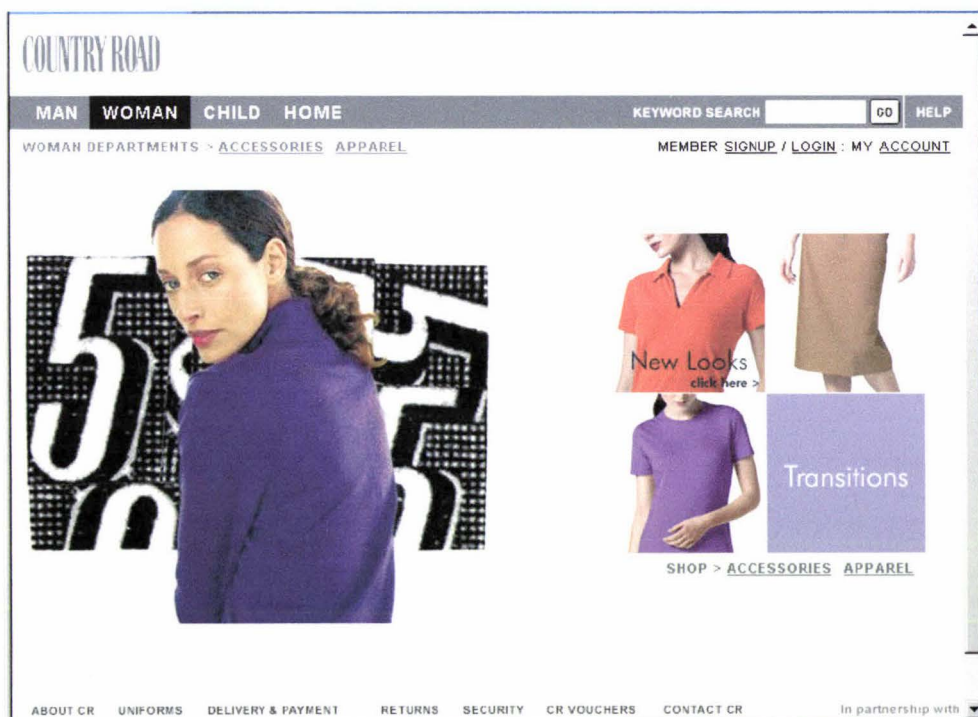 COUNTRY ROAD
MAN WOMAN CHILD HOME KEYWORD SEARCH GO HELP
WOMAN DEPARTMENTS > ACCESSORIES APPAREL MEMBER SIGNUP / LOGIN : MY ACCOUNT
5
New Looks
click here >
Transitions
SHOP > ACCESSORIES APPAREL
ABOUT CR UNIFORMS DELIVERY & PAYMENT RETURNS SECURITY CR VOUCHERS CONTACT CR In partnership with